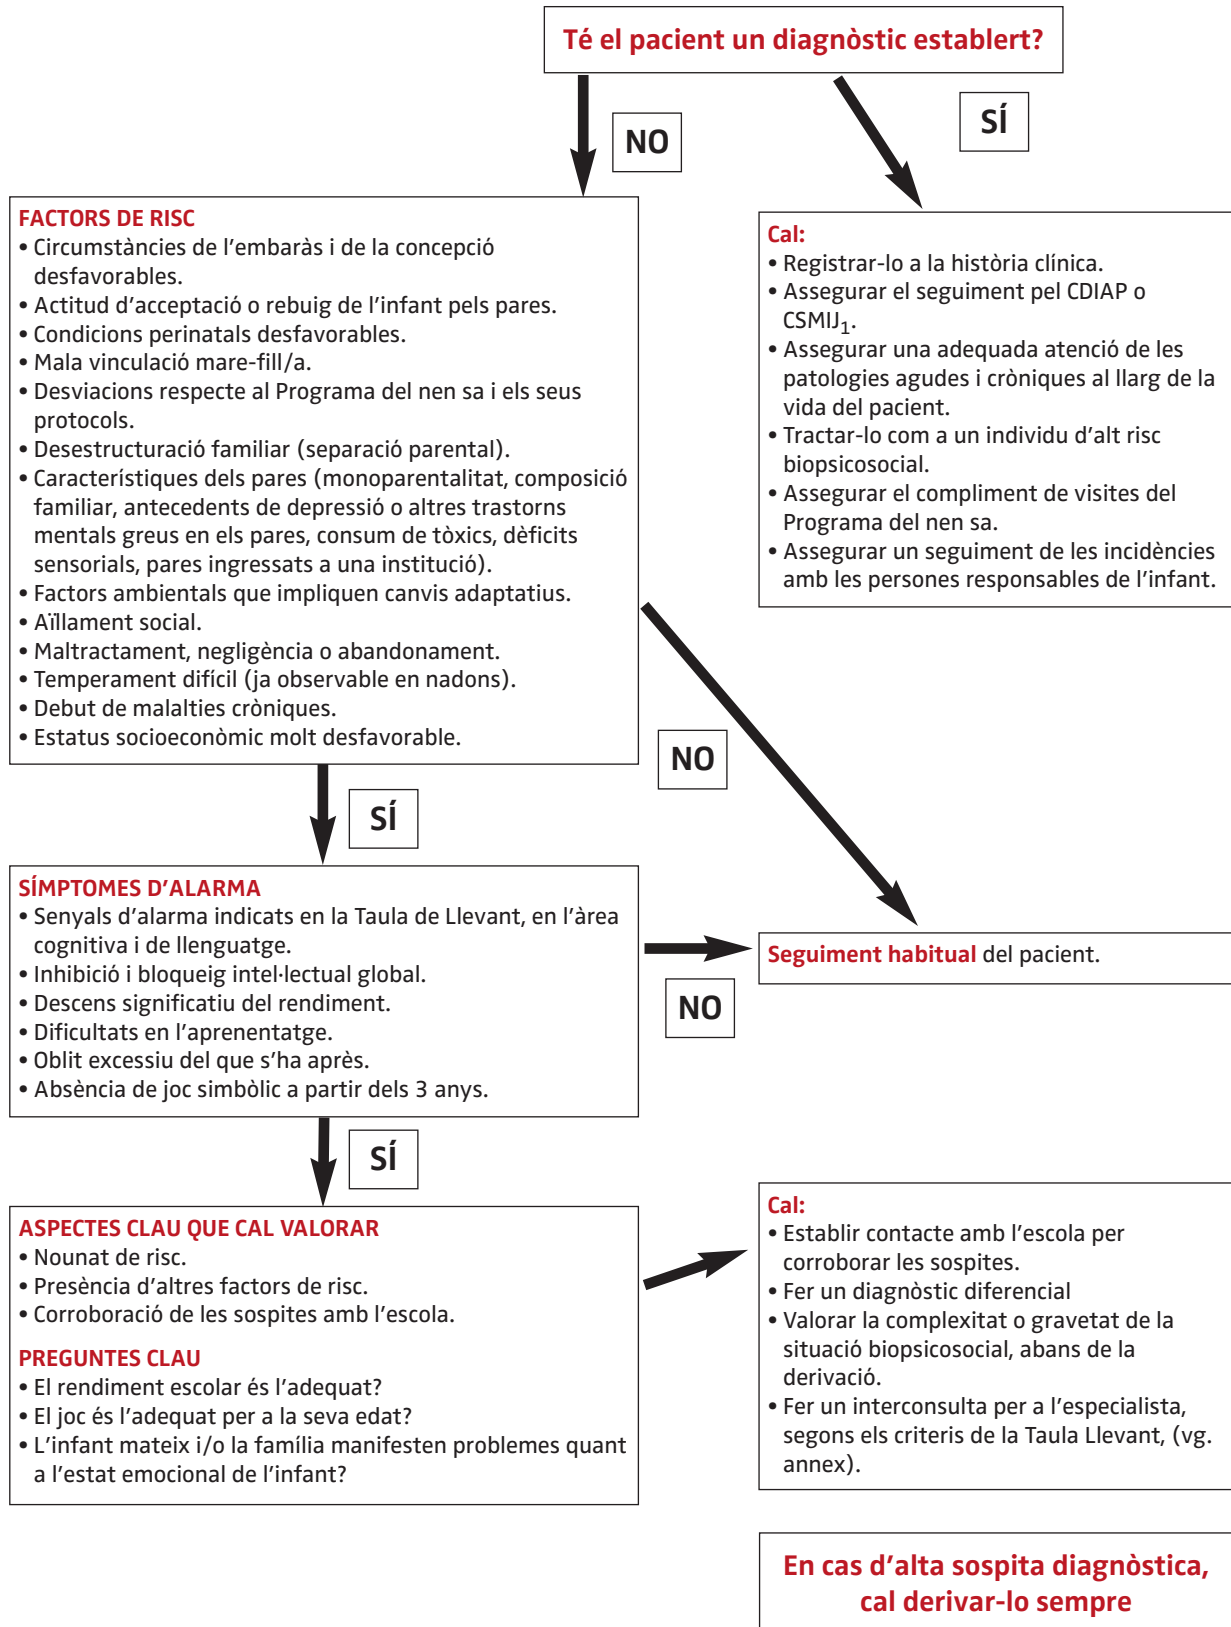 Té el pacient un diagnòstic establert?
NO
SÍ
FACTORS DE RISC
• Circumstàncies de l'embaràs i de la concepció
desfavorables.
• Actitud d'acceptació o rebuig de l'infant pels pares.
• Condicions perinatals desfavorables.
• Mala vinculació mare-fill/a.
• Desviacions respecte al Programa del nen sa i els seus
protocols.
• Desestructuració familiar (separació parental).
• Característiques dels pares (monoparentalitat, composició
familiar, antecedents de depressió o altres trastorns
mentals greus en els pares, consum de tòxics, dèficits
sensorials, pares ingressats a una institució).
• Factors ambientals que impliquen canvis adaptatius.
• Aïllament social.
• Maltractament, negligència o abandonament.
• Temperament difícil (ja observable en nadons).
• Debut de malalties cròniques.
• Estatus socioeconòmic molt desfavorable.
Cal:
• Registrar-lo a la història clínica.
• Assegurar el seguiment pel CDIAP o
CSMIJ1.
• Assegurar una adequada atenció de les
patologies agudes i cròniques al llarg de la
vida del pacient.
• Tractar-lo com a un individu d'alt risc
biopsicosocial.
• Assegurar el compliment de visites del
Programa del nen sa.
• Assegurar un seguiment de les incidències
amb les persones responsables de l'infant.
NO
SÍ
SÍMPTOMES D'ALARMA
• Senyals d'alarma indicats en la Taula de Llevant, en l'àrea
cognitiva i de llenguatge.
• Inhibició i bloqueig intel·lectual global.
• Descens significatiu del rendiment.
• Dificultats en l'aprenentatge.
• Oblit excessiu del que s'ha après.
• Absència de joc simbòlic a partir dels 3 anys.
NO
Seguiment habitual del pacient.
SÍ
ASPECTES CLAU QUE CAL VALORAR
• Nounat de risc.
• Presència d'altres factors de risc.
• Corroboració de les sospites amb l'escola.
PREGUNTES CLAU
• El rendiment escolar és l'adequat?
• El joc és l'adequat per a la seva edat?
• L'infant mateix i/o la família manifesten problemes quant
a l'estat emocional de l'infant?
Cal:
• Establir contacte amb l'escola per
corroborar les sospites.
• Fer un diagnòstic diferencial
• Valorar la complexitat o gravetat de la
situació biopsicosocial, abans de la
derivació.
• Fer un interconsulta per a l'especialista,
segons els criteris de la Taula Llevant, (vg.
annex).
En cas d'alta sospita diagnòstica,
cal derivar-lo sempre